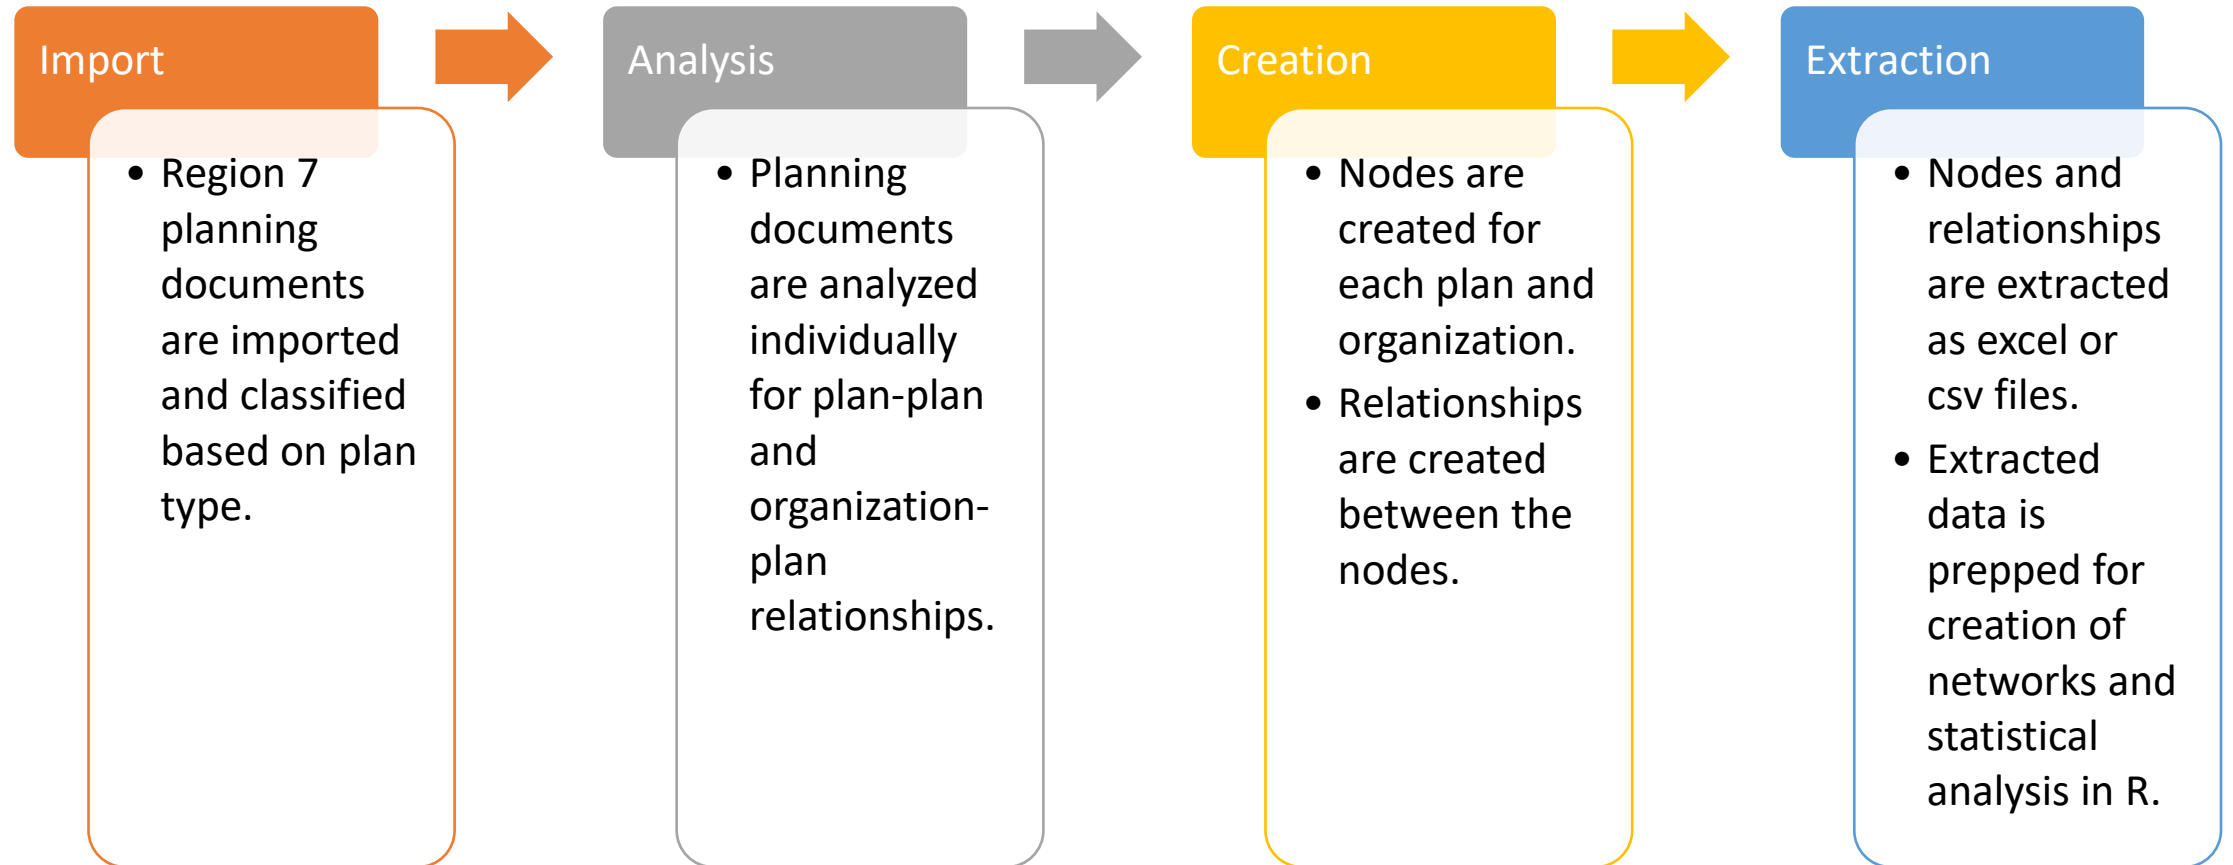 Import
• Region 7
planning
documents
are imported
and classified
based on plan
type.
Analysis
• Planning
documents
are analyzed
individually
for plan-plan
and
organization-
plan
relationships.
Creation
• Nodes are
created for
each plan and
organization.
• Relationships
are created
between the
nodes.
Extraction
• Nodes and
relationships
are extracted
as excel or
csv files.
• Extracted
data is
prepped for
creation of
networks and
statistical
analysis in R.